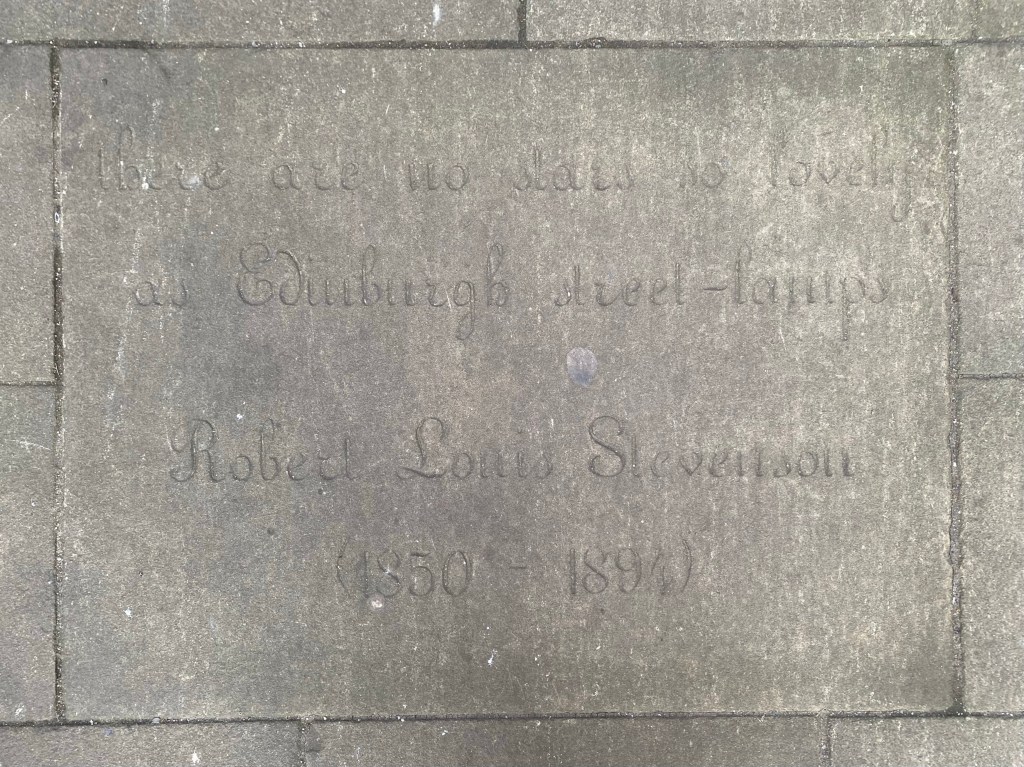 there are no stars so lovely
as Edinburgh street-lamps
Robert Louis Stevenson
(1850 - 1894)